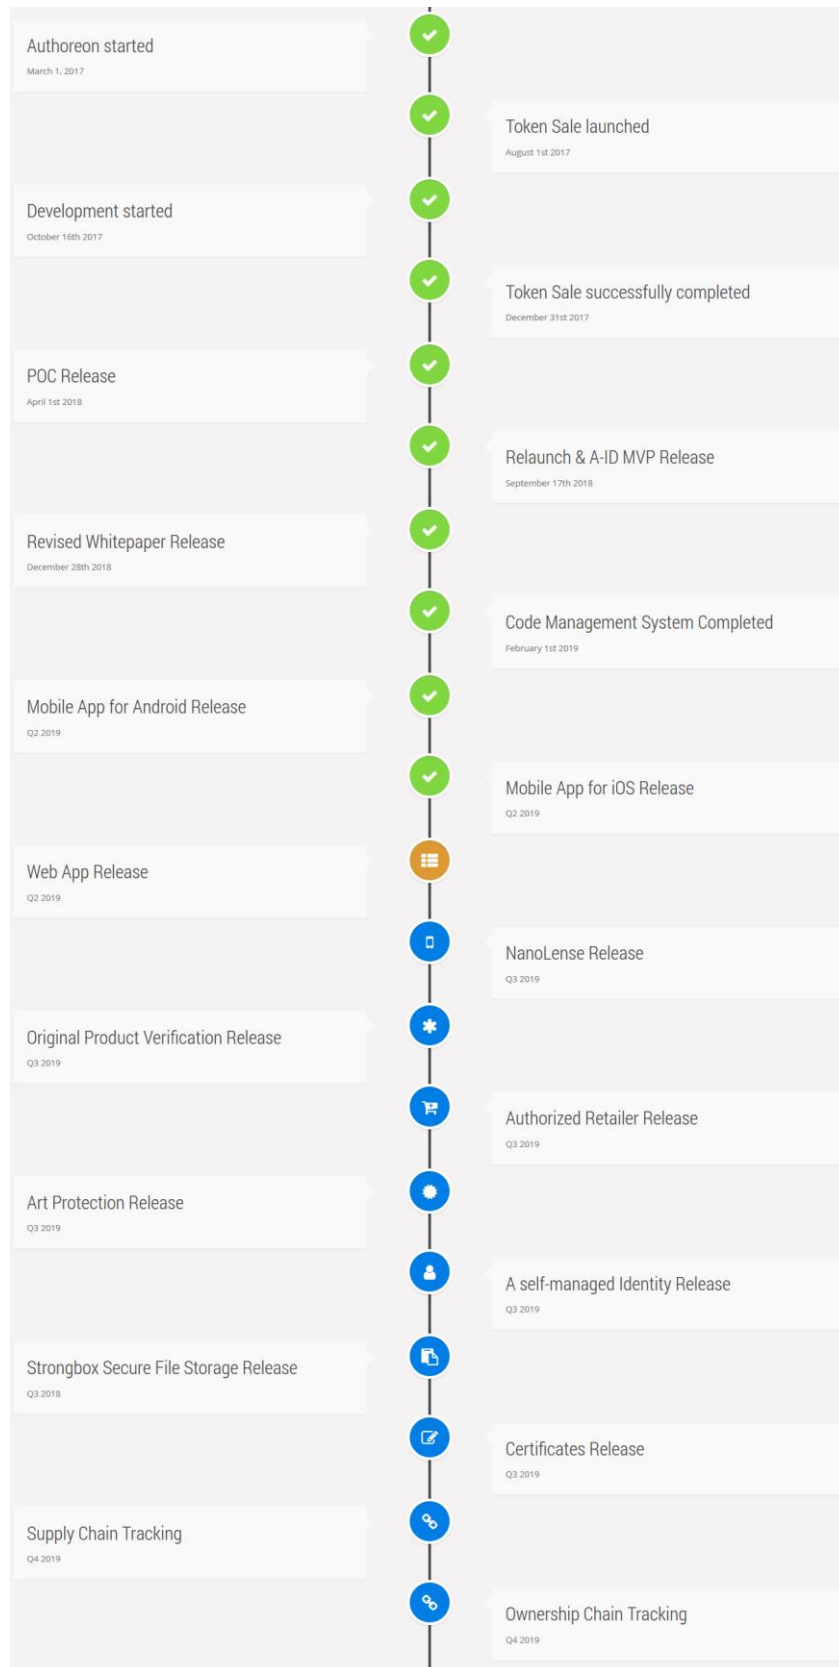 Authoreon started
March 1, 2017
Token Sale launched
August 1st 2017
Development started
October 16th 2017
Token Sale successfully completed
December 31st 2017
POC Release
April 1st 2018
Relaunch & A-ID MVP Release
September 17th 2018
Revised Whitepaper Release
December 28th 2018
Code Management System Completed
February 1st 2019
Mobile App for Android Release
Q2 2019
Mobile App for iOS Release
Q2 2019
Web App Release
Q2 2019
NanoLense Release
Q3 2019
Original Product Verification Release
Q3 2019
Authorized Retailer Release
Q3 2019
Art Protection Release
Q3 2019
A self-managed Identity Release
Q3 2019
Strongbox Secure File Storage Release
Q3 2018
Certificates Release
Q3 2019
Supply Chain Tracking
Q4 2019
Ownership Chain Tracking
Q4 2019